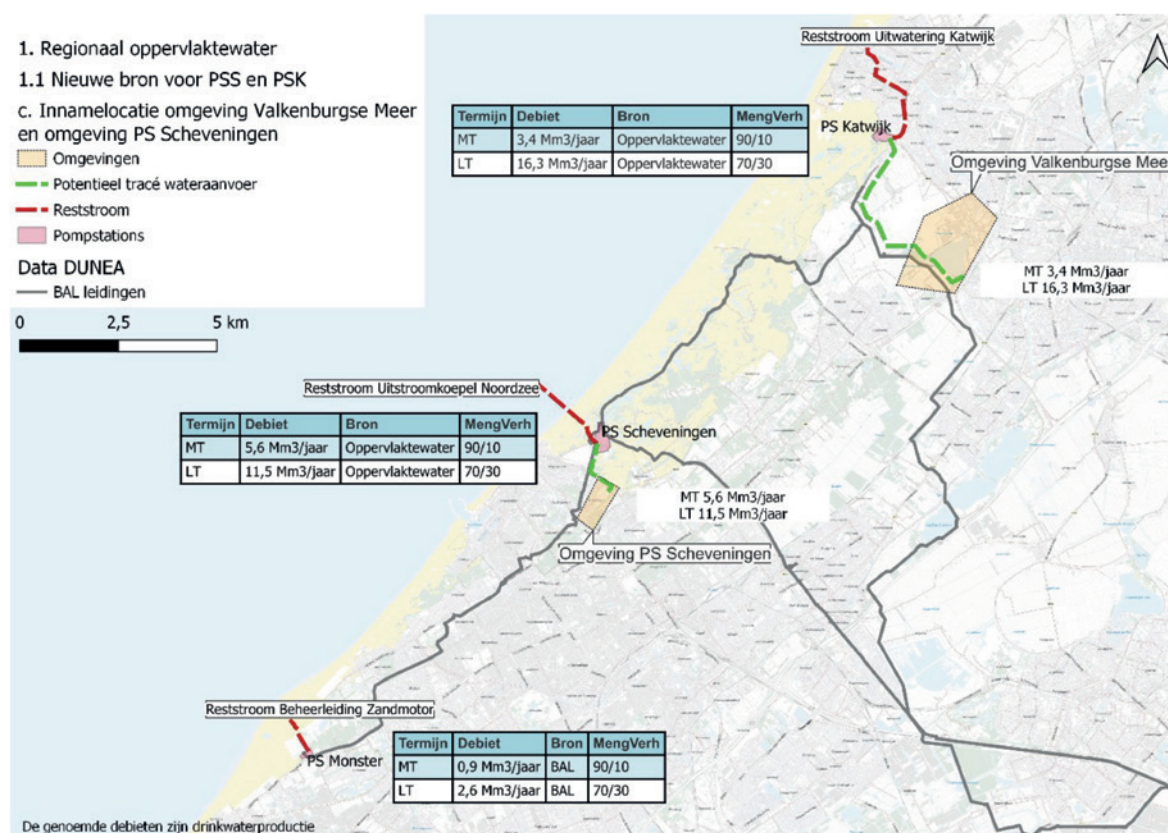 1. Regionaal oppervlaktewater
1.1 Nieuwe bron voor PSS en PSK
c. Innamelocatie omgeving Valkenburgse Meer
en omgeving PS Scheveningen
Omgevingen
Potentieel tracé wateraanvoer
Reststroom
Pompstations
Data DUNEA
BAL leidingen
0 2,5 5 km
Reststroom Uitwatering Katwijk
Termijn Debiet Bron MengVerh
MT 3,4 Mm3/jaar Oppervlaktewater 90/10
LT 16,3 Mm3/jaar Oppervlaktewater 70/30
PS Katwijk
Omgeving Valkenburgse Meer
MT 3,4 Mm3/jaar
LT 16,3 Mm3/jaar
Reststroom Uitstroomkoepel Noordzee
Termijn Debiet Bron MengVerh
MT 5,6 Mm3/jaar Oppervlaktewater 90/10
LT 11,5 Mm3/jaar Oppervlaktewater 70/30
PS Scheveningen
MT 5,6 Mm3/jaar
LT 11,5 Mm3/jaar
Omgeving PS Scheveningen
Reststroom Beheerleiding Zandmotor
PS Monster
Termijn Debiet Bron MengVerh
MT 0,9 Mm3/jaar BAL 90/10
LT 2,6 Mm3/jaar BAL 70/30
De genoemde debieten zijn drinkwaterproductie